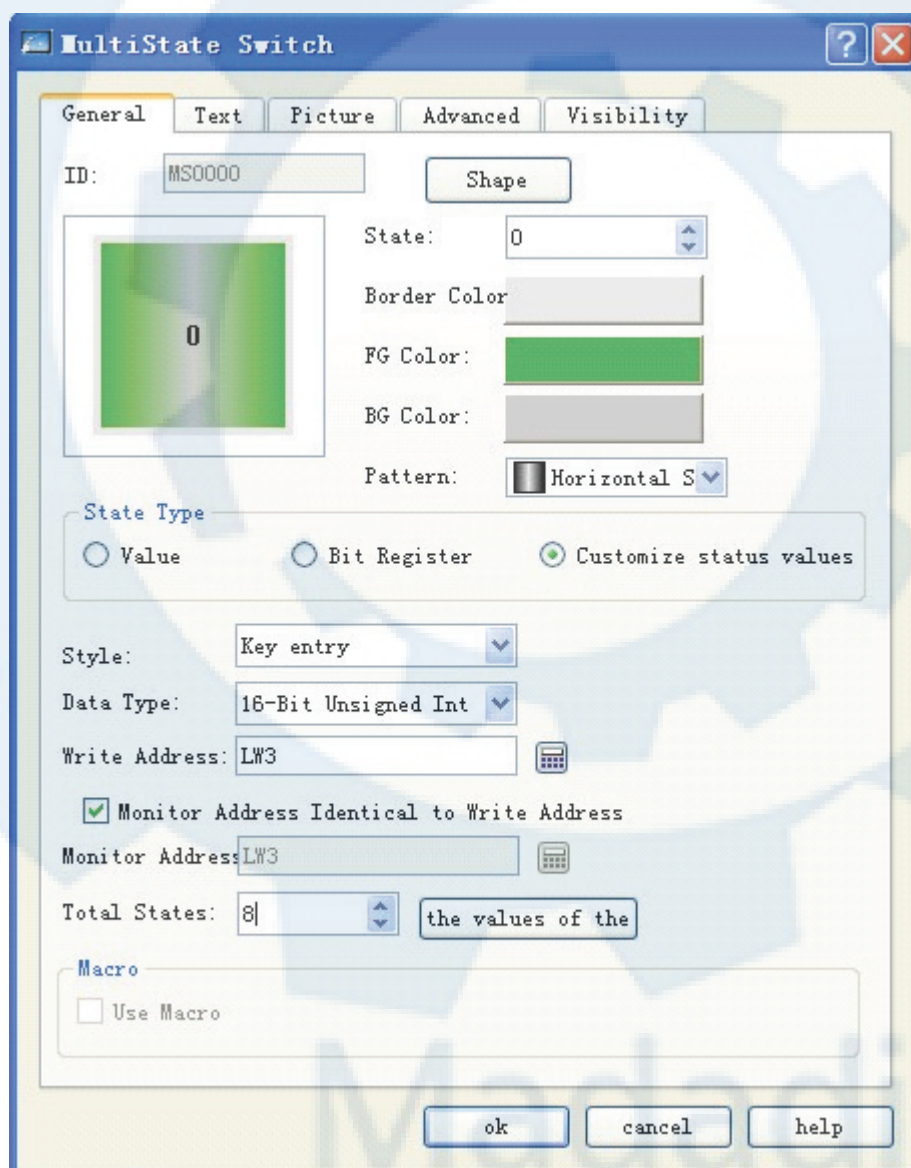 MultiState Switch
General Text Picture Advanced Visibility
ID: MS0000 Shape
State: 0
Border Color
0
FG Color:
BG Color:
Pattern: Horizontal S
State Type
Value Bit Register Customize status values
Style: Key entry
Data Type: 16-Bit Unsigned Int
Write Address: LW3
Monitor Address Identical to Write Address
Monitor Address LW3
Total States: 8 the values of the
Macro
Use Macro
Madadi
ok cancel help